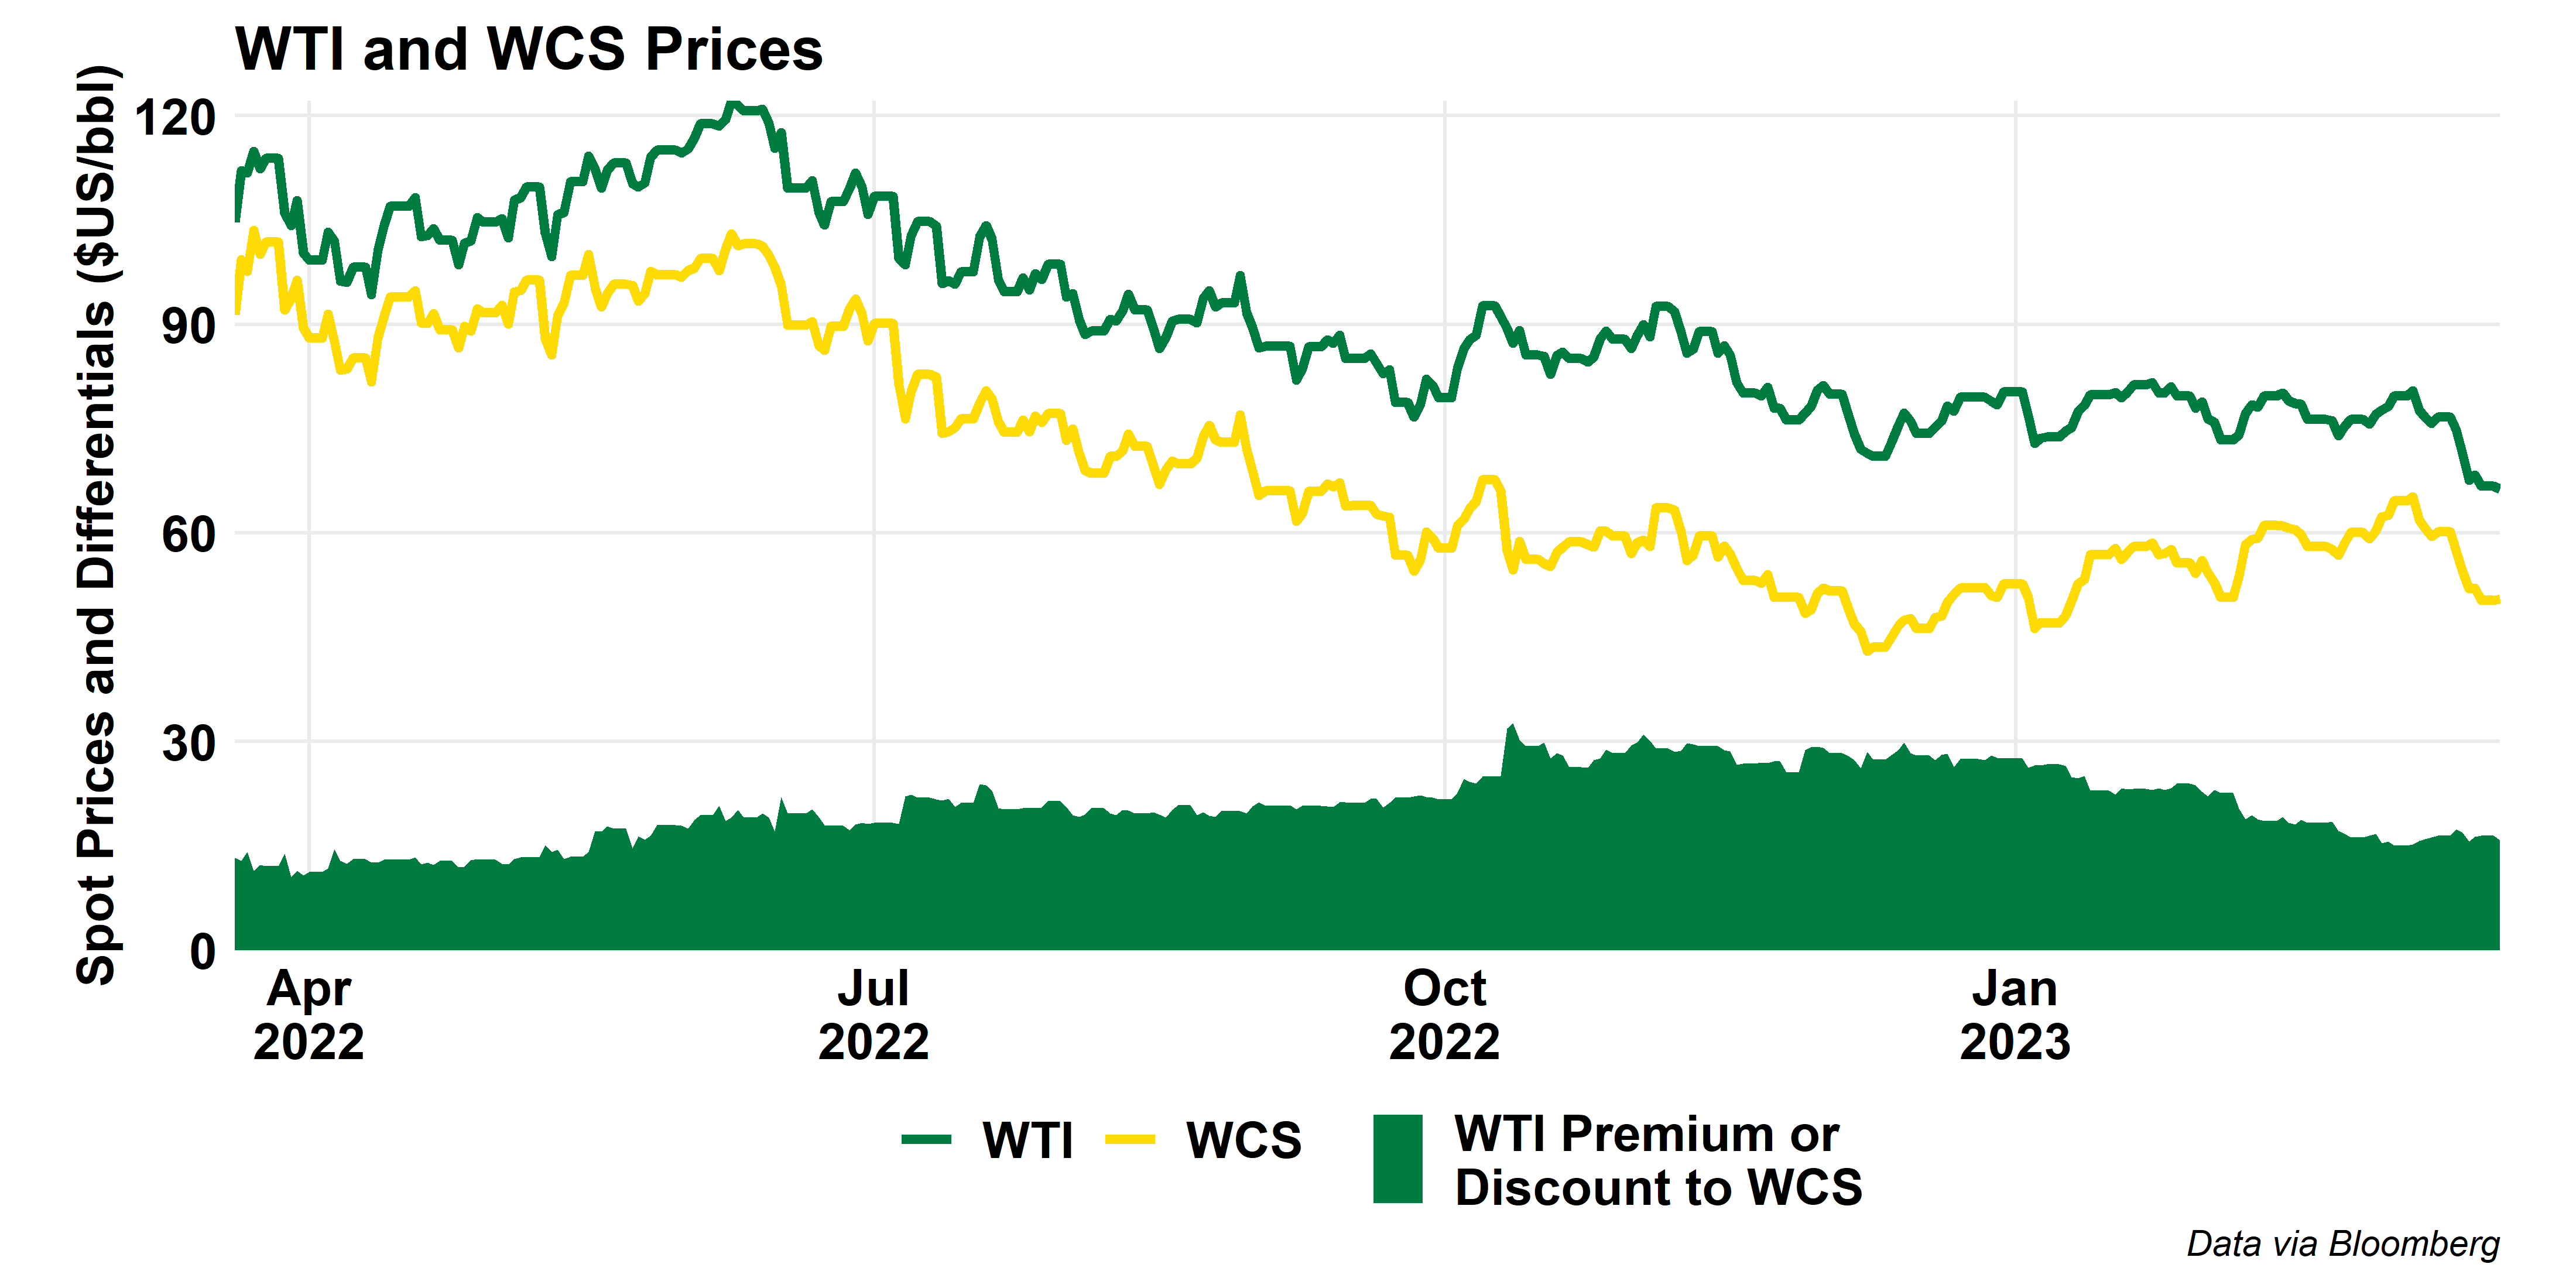 WTI and WCS Prices
Spot Prices and Differentials ($US/bbl)
120
90
60
30
0
Apr
2022
Jul
2022
Oct
2022
Jan
2023
WTI
WCS
WTI Premium or
Discount to WCS
Data via Bloomberg